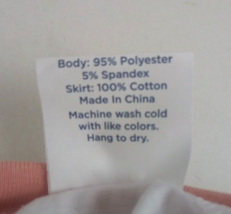 Body: 95% Polyester
5% Spandex
Skirt: 100% Cotton
Made In China
Machine wash cold
with like colors.
Hang to dry.